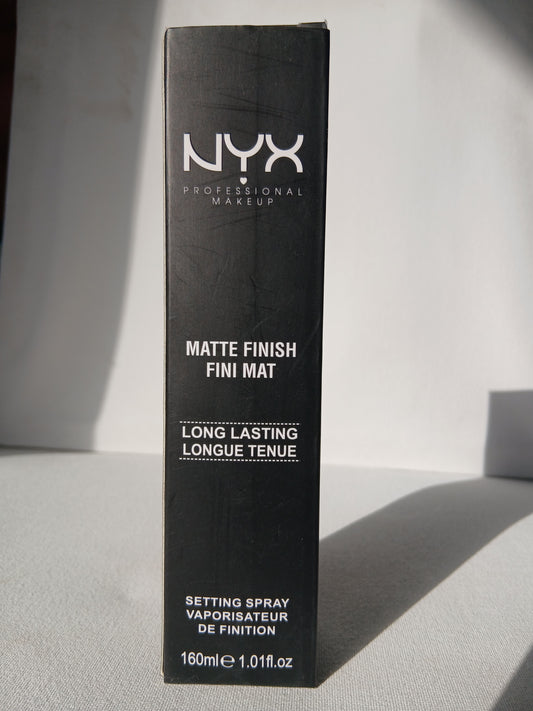 NYX
PROFESSIONAL
MAKEUP
MATTE FINISH
FINI MAT
LONG LASTING
LONGUE TENUE
SETTING SPRAY
VAPORISATEUR
DE FINITION
160ml℮ 1.01fl.oz